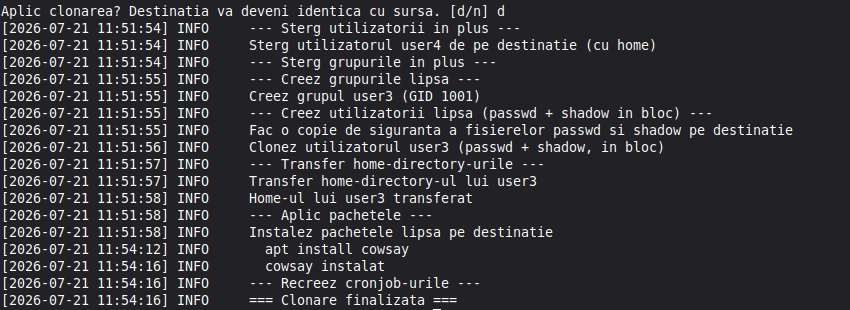 Aplic clonarea? Destinatia va deveni identica cu sursa. [d/n] d
[2026-07-21 11:51:54] INFO     --- Sterg utilizatorii in plus ---
[2026-07-21 11:51:54] INFO     Sterg utilizatorul user4 de pe destinatie (cu home)
[2026-07-21 11:51:54] INFO     --- Sterg grupurile in plus ---
[2026-07-21 11:51:55] INFO     --- Creez grupurile lipsa ---
[2026-07-21 11:51:55] INFO     Creez grupul user3 (GID 1001)
[2026-07-21 11:51:55] INFO     --- Creez utilizatorii lipsa (passwd + shadow in bloc) ---
[2026-07-21 11:51:55] INFO     Fac o copie de siguranta a fisierelor passwd si shadow pe destinatie
[2026-07-21 11:51:56] INFO     Clonez utilizatorul user3 (passwd + shadow, in bloc)
[2026-07-21 11:51:57] INFO     --- Transfer home-directory-urile ---
[2026-07-21 11:51:57] INFO     Transfer home-directory-ul lui user3
[2026-07-21 11:51:58] INFO     Home-ul lui user3 transferat
[2026-07-21 11:51:58] INFO     --- Aplic pachetele ---
[2026-07-21 11:51:58] INFO     Instalez pachetele lipsa pe destinatie
[2026-07-21 11:54:12] INFO       apt install cowsay
[2026-07-21 11:54:16] INFO       cowsay instalat
[2026-07-21 11:54:16] INFO     --- Recreez cronjob-urile ---
[2026-07-21 11:54:16] INFO     === Clonare finalizata ===